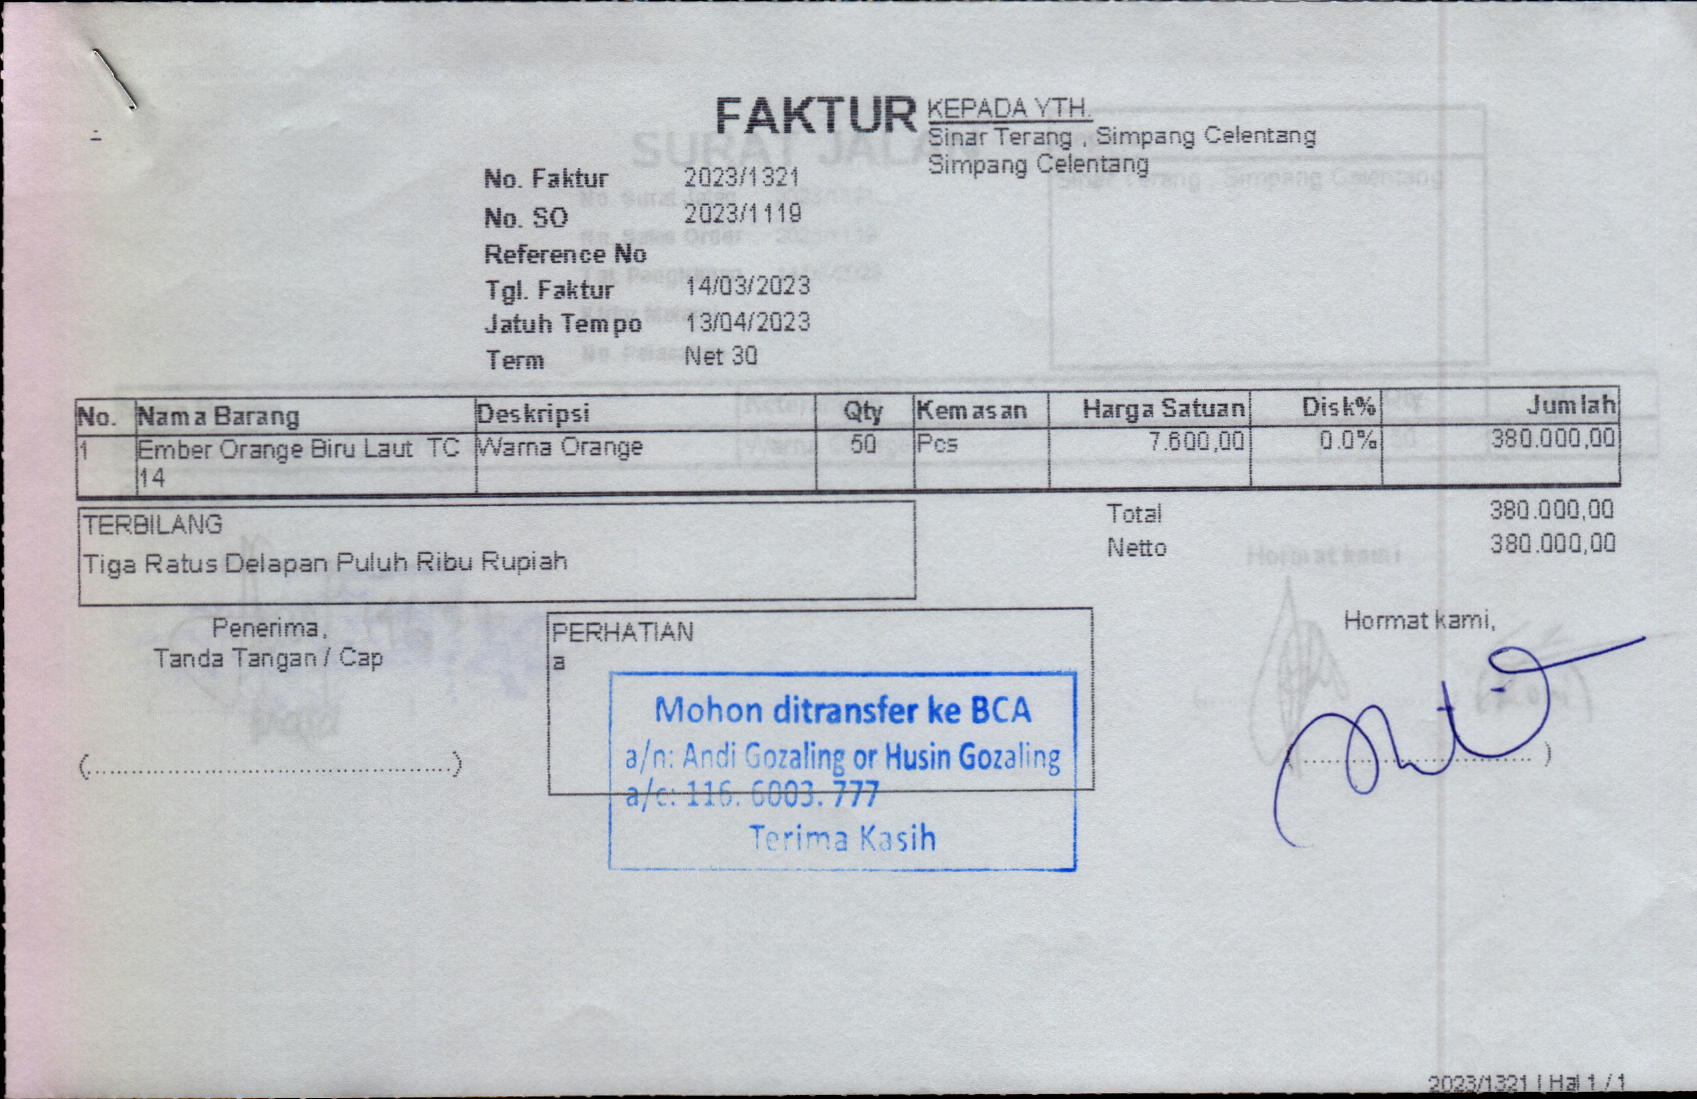 FAKTUR
KEPADA YTH.
Sinar Terang , Simpang Celentang
Simpang Celentang
No. Faktur 2023/1321
No. SO 2023/1119
Reference No
Tgl. Faktur 14/03/2023
Jatuh Tempo 13/04/2023
Term Net 30
No. Nama Barang Deskripsi Qty Kemasan Harga Satuan Disk% Jumlah
1 Ember Orange Biru Laut TC Warna Orange 50 Pcs 7.600,00 0.0% 380.000,00
14
TERBILANG
Tiga Ratus Delapan Puluh Ribu Rupiah
Total 380.000,00
Netto 380.000,00
Penerima,
Tanda Tangan / Cap
PERHATIAN
a
Mohon ditransfer ke BCA
a/n: Andi Gozaling or Husin Gozaling
a/c: 116. 6003. 777
Terima Kasih
Hormat kami,
2023/1321 | Hal 1 / 1